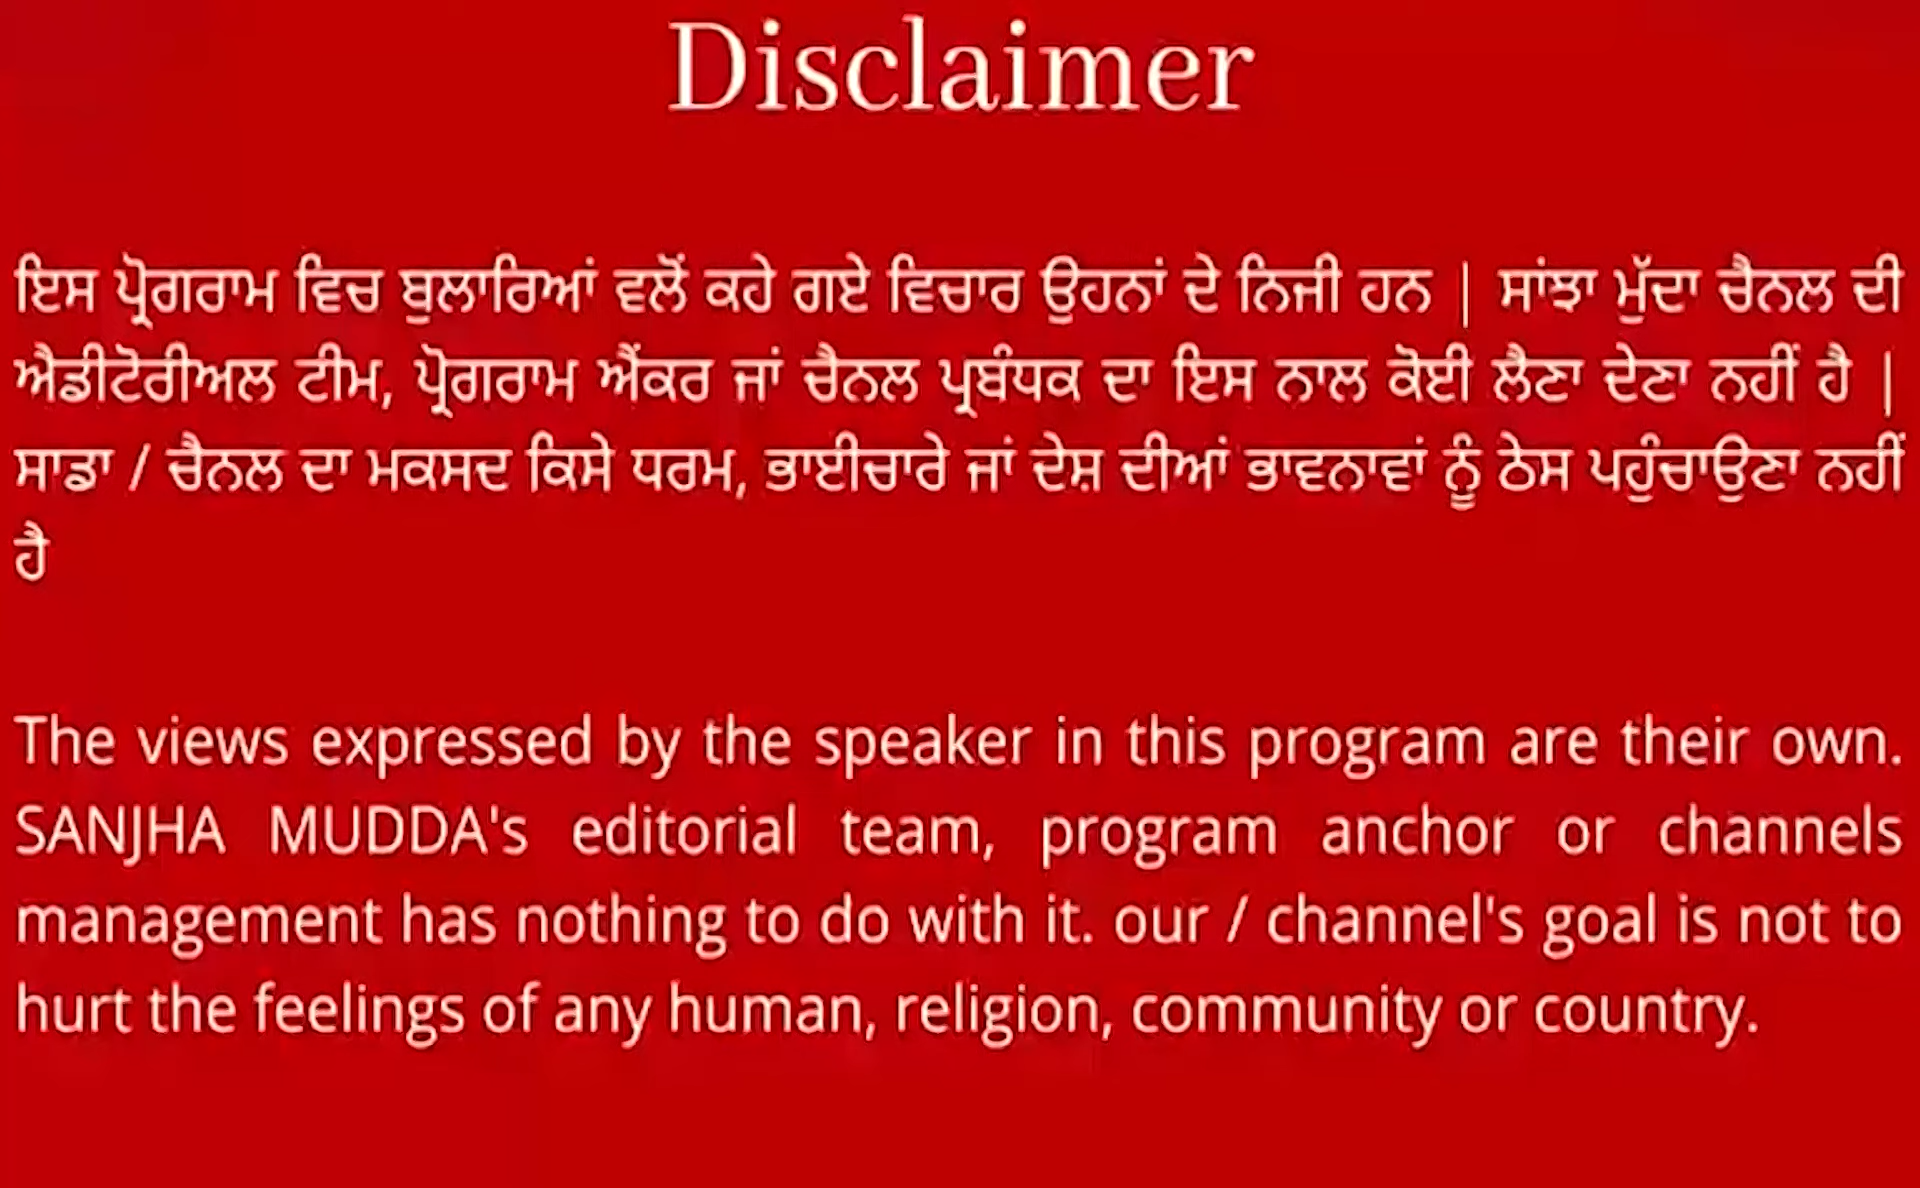 Disclaimer
ਇਸ ਪ੍ਰੋਗਰਾਮ ਵਿਚ ਬੁਲਾਰਿਆਂ ਵਲੋਂ ਕਹੇ ਗਏ ਵਿਚਾਰ ਉਹਨਾਂ ਦੇ ਨਿਜੀ ਹਨ | ਸਾਂਝਾ ਮੁੱਦਾ ਚੈਨਲ ਦੀ
ਐਡੀਟੋਰੀਅਲ ਟੀਮ, ਪ੍ਰੋਗਰਾਮ ਐਂਕਰ ਜਾਂ ਚੈਨਲ ਪ੍ਰਬੰਧਕ ਦਾ ਇਸ ਨਾਲ ਕੋਈ ਲੈਣਾ ਦੇਣਾ ਨਹੀਂ ਹੈ |
ਸਾਡਾ / ਚੈਨਲ ਦਾ ਮਕਸਦ ਕਿਸੇ ਧਰਮ, ਭਾਈਚਾਰੇ ਜਾਂ ਦੇਸ਼ ਦੀਆਂ ਭਾਵਨਾਵਾਂ ਨੂੰ ਠੇਸ ਪਹੁੰਚਾਉਣਾ ਨਹੀਂ
ਹੈ
The views expressed by the speaker in this program are their own.
SANJHA MUDDA's editorial team, program anchor or channels
management has nothing to do with it. our / channel's goal is not to
hurt the feelings of any human, religion, community or country.